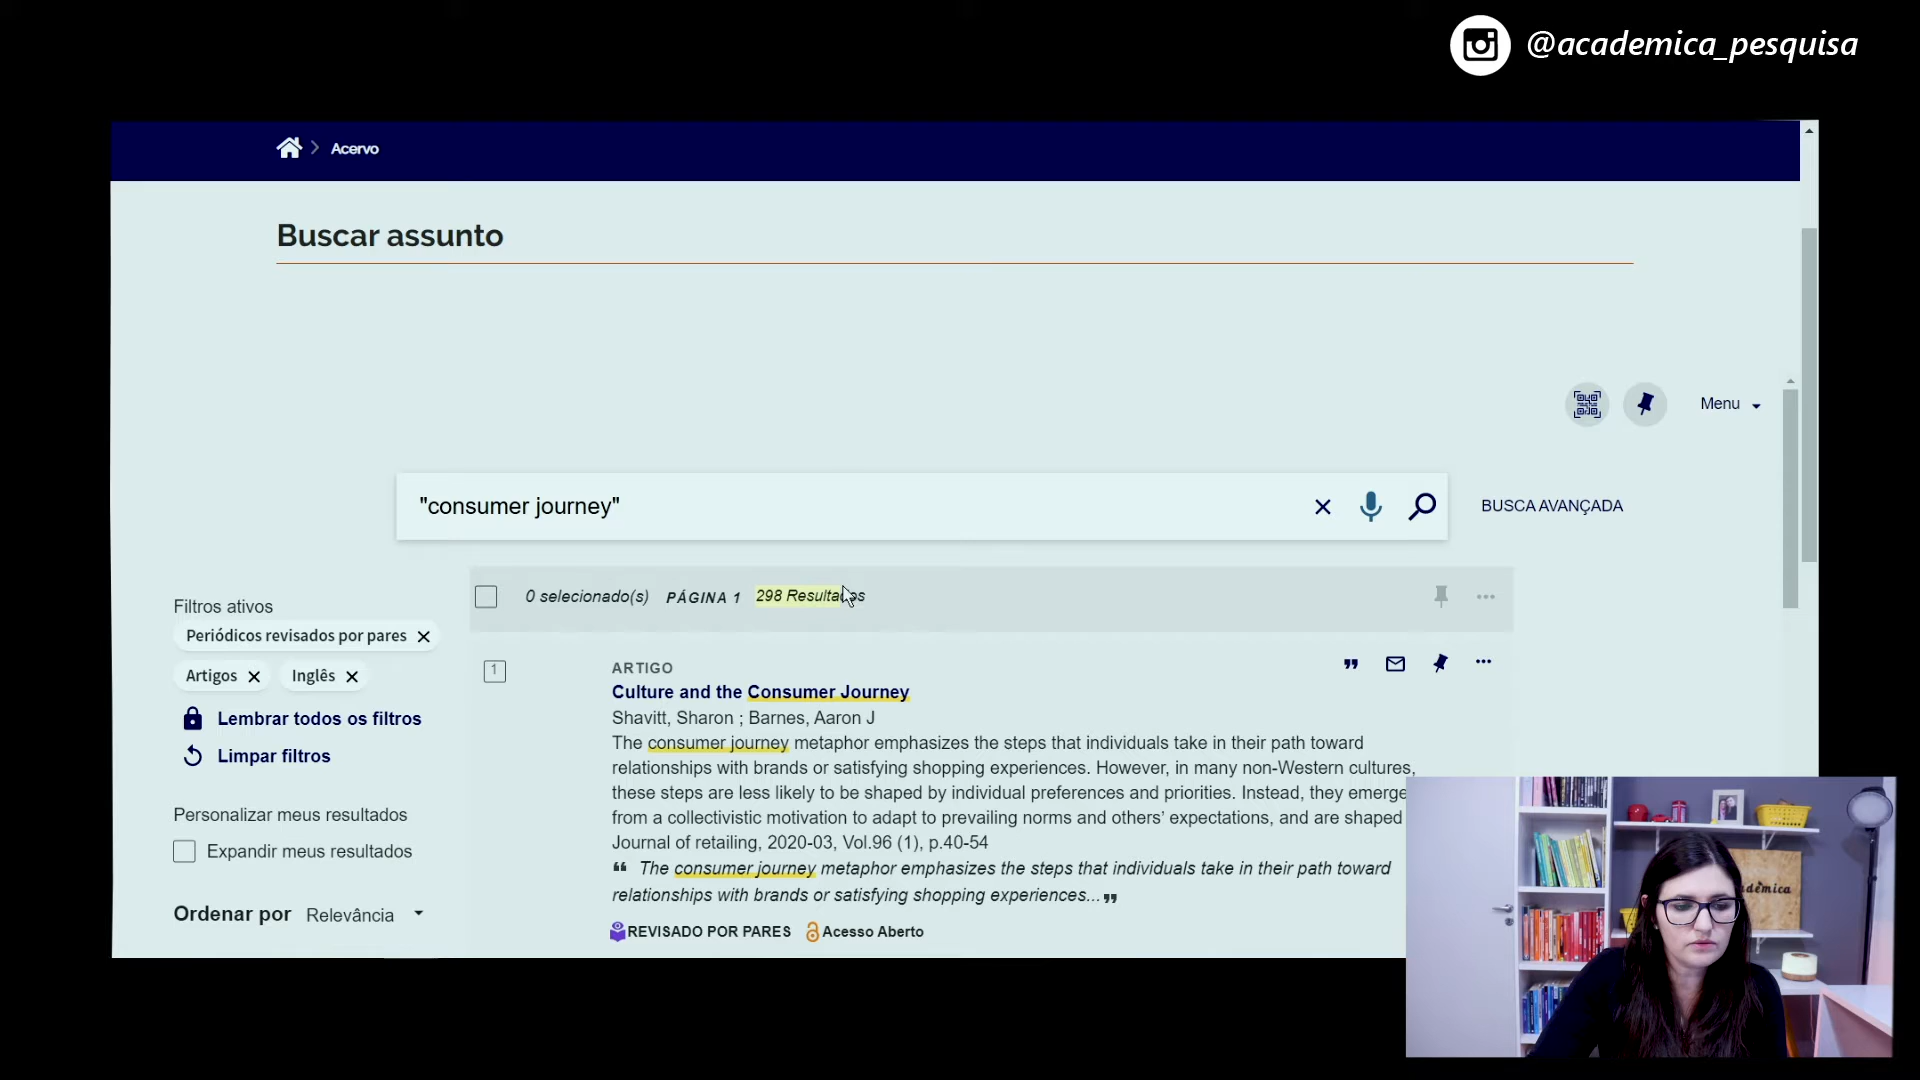 @academica_pesquisa
Acervo
Buscar assunto
Menu
"consumer journey"
BUSCA AVANÇADA
0 selecionado(s) PÁGINA 1 298 Resultados
Filtros ativos
Periódicos revisados por pares
Artigos Inglês
Lembrar todos os filtros
Limpar filtros
Personalizar meus resultados
Expandir meus resultados
Ordenar por Relevância
1
ARTIGO
Culture and the Consumer Journey
Shavitt, Sharon ; Barnes, Aaron J
The consumer journey metaphor emphasizes the steps that individuals take in their path toward
relationships with brands or satisfying shopping experiences. However, in many non-Western cultures,
these steps are less likely to be shaped by individual preferences and priorities. Instead, they emerge
from a collectivistic motivation to adapt to prevailing norms and others' expectations, and are shaped
Journal of retailing, 2020-03, Vol.96 (1), p.40-54
" The consumer journey metaphor emphasizes the steps that individuals take in their path toward
relationships with brands or satisfying shopping experiences... "
REVISADO POR PARES Acesso Aberto